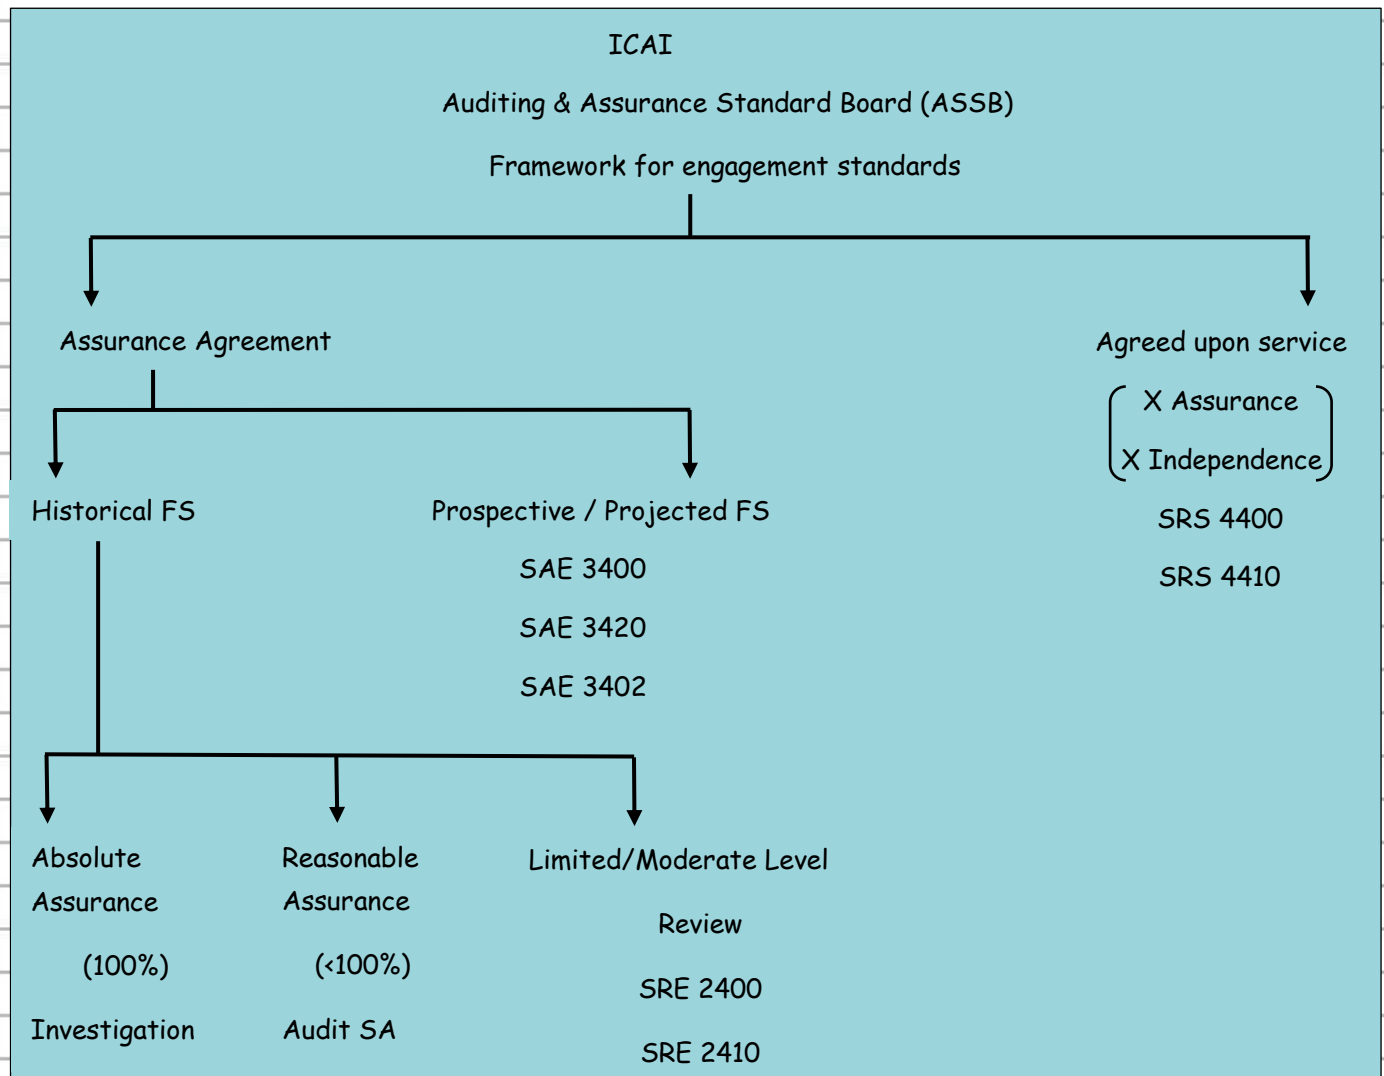 ICAI
Auditing & Assurance Standard Board (ASSB)
Framework for engagement standards
Assurance Agreement
Agreed upon service
X Assurance
X Independence
SRS 4400
SRS 4410
Historical FS
Prospective / Projected FS
SAE 3400
SAE 3420
SAE 3402
Absolute
Assurance
(100%)
Investigation
Reasonable
Assurance
(<100%)
Audit SA
Limited/Moderate Level
Review
SRE 2400
SRE 2410